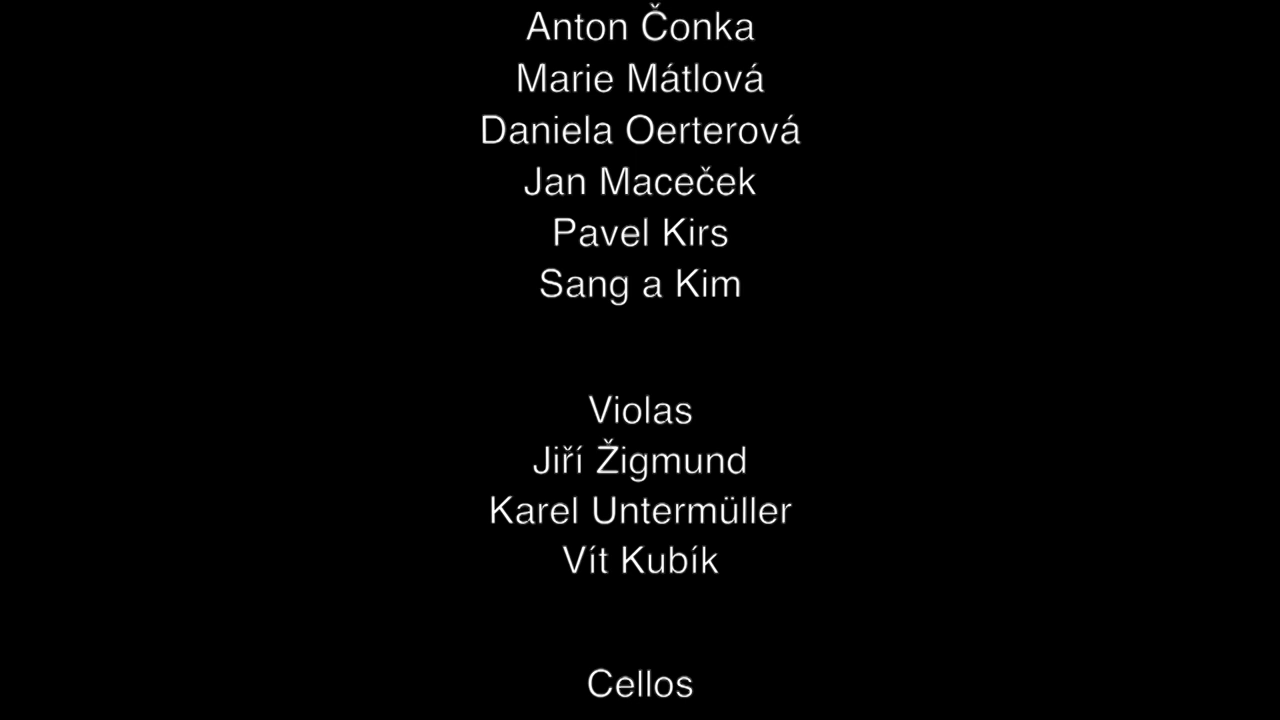 Anton Čonka
Marie Mátlová
Daniela Oerterová
Jan Maceček
Pavel Kirs
Sang a Kim
Violas
Jiří Žigmund
Karel Untermüller
Vít Kubík
Cellos